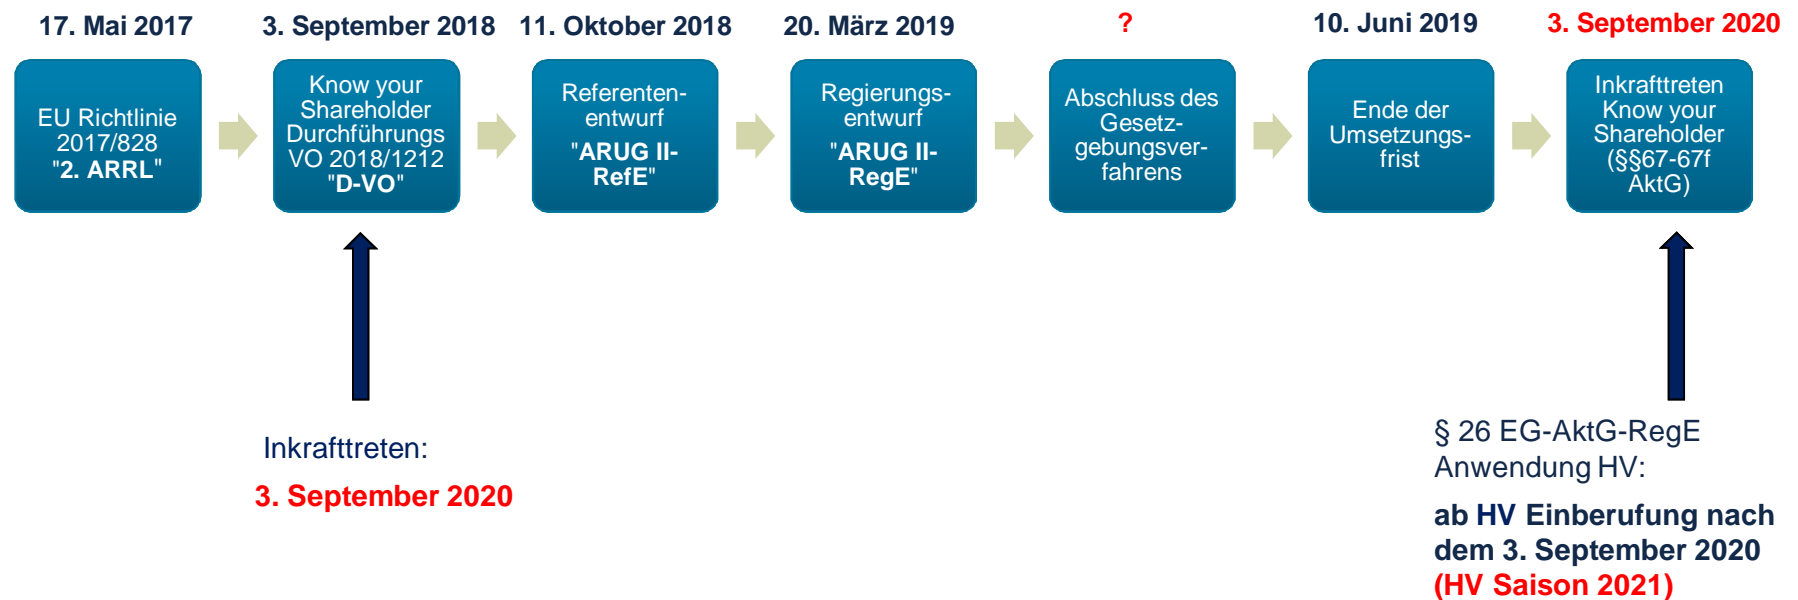 17. Mai 2017
3. September 2018
11. Oktober 2018
20. März 2019
?
10. Juni 2019
3. September 2020
EU Richtlinie
2017/828
"2. ARRL"
Know your
Shareholder
Durchführungs
VO 2018/1212
"D-VO"
Referenten-
entwurf
"ARUG II-
RefE"
Regierungs-
entwurf
"ARUG II-
RegE"
Abschluss des
Gesetz-
gebungsver-
fahrens
Ende der
Umsetzungs-
frist
Inkrafttreten
Know your
Shareholder
(§§67-67f
AktG)
Inkrafttreten:
3. September 2020
§ 26 EG-AktG-RegE
Anwendung HV:
ab HV Einberufung nach
dem 3. September 2020
(HV Saison 2021)